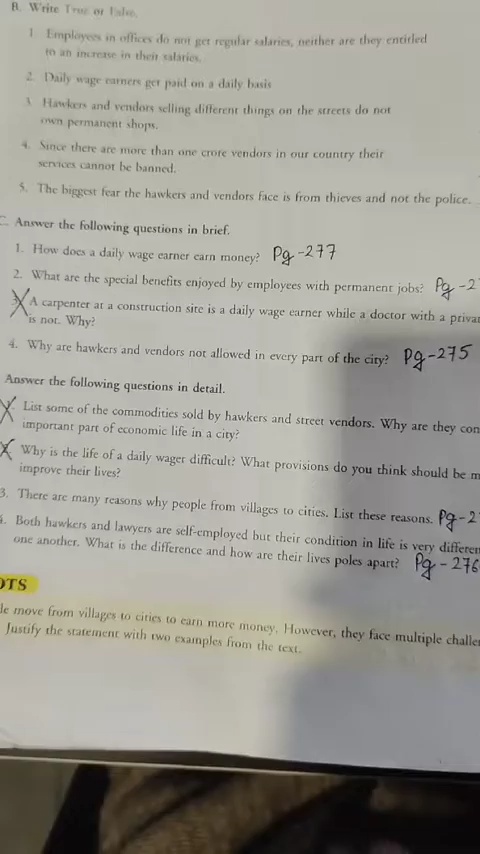 B. Write True or False.
1. Employees in offices do not get regular salaries, neither are they entitled
to an increase in their salaries.
2. Daily wage earners get paid on a daily basis
3. Hawkers and vendors selling different things on the streets do not
own permanent shops.
4. Since there are more than one crore vendors in our country their
services cannot be banned.
5. The biggest fear the hawkers and vendors face is from thieves and not the police.
C. Answer the following questions in brief.
1. How does a daily wage earner earn money? Pg-277
2. What are the special benefits enjoyed by employees with permanent jobs? Pg-2
3. A carpenter at a construction site is a daily wage earner while a doctor with a priva
is not. Why?
4. Why are hawkers and vendors not allowed in every part of the city? Pg-275
Answer the following questions in detail.
List some of the commodities sold by hawkers and street vendors. Why are they con
important part of economic life in a city?
Why is the life of a daily wager difficult? What provisions do you think should be m
improve their lives?
3. There are many reasons why people from villages to cities. List these reasons. Pg-2
4. Both hawkers and lawyers are self-employed but their condition in life is very differen
one another. What is the difference and how are their lives poles apart? Pg-276
OTS
le move from villages to cities to earn more money. However, they face multiple challe
Justify the statement with two examples from the text.